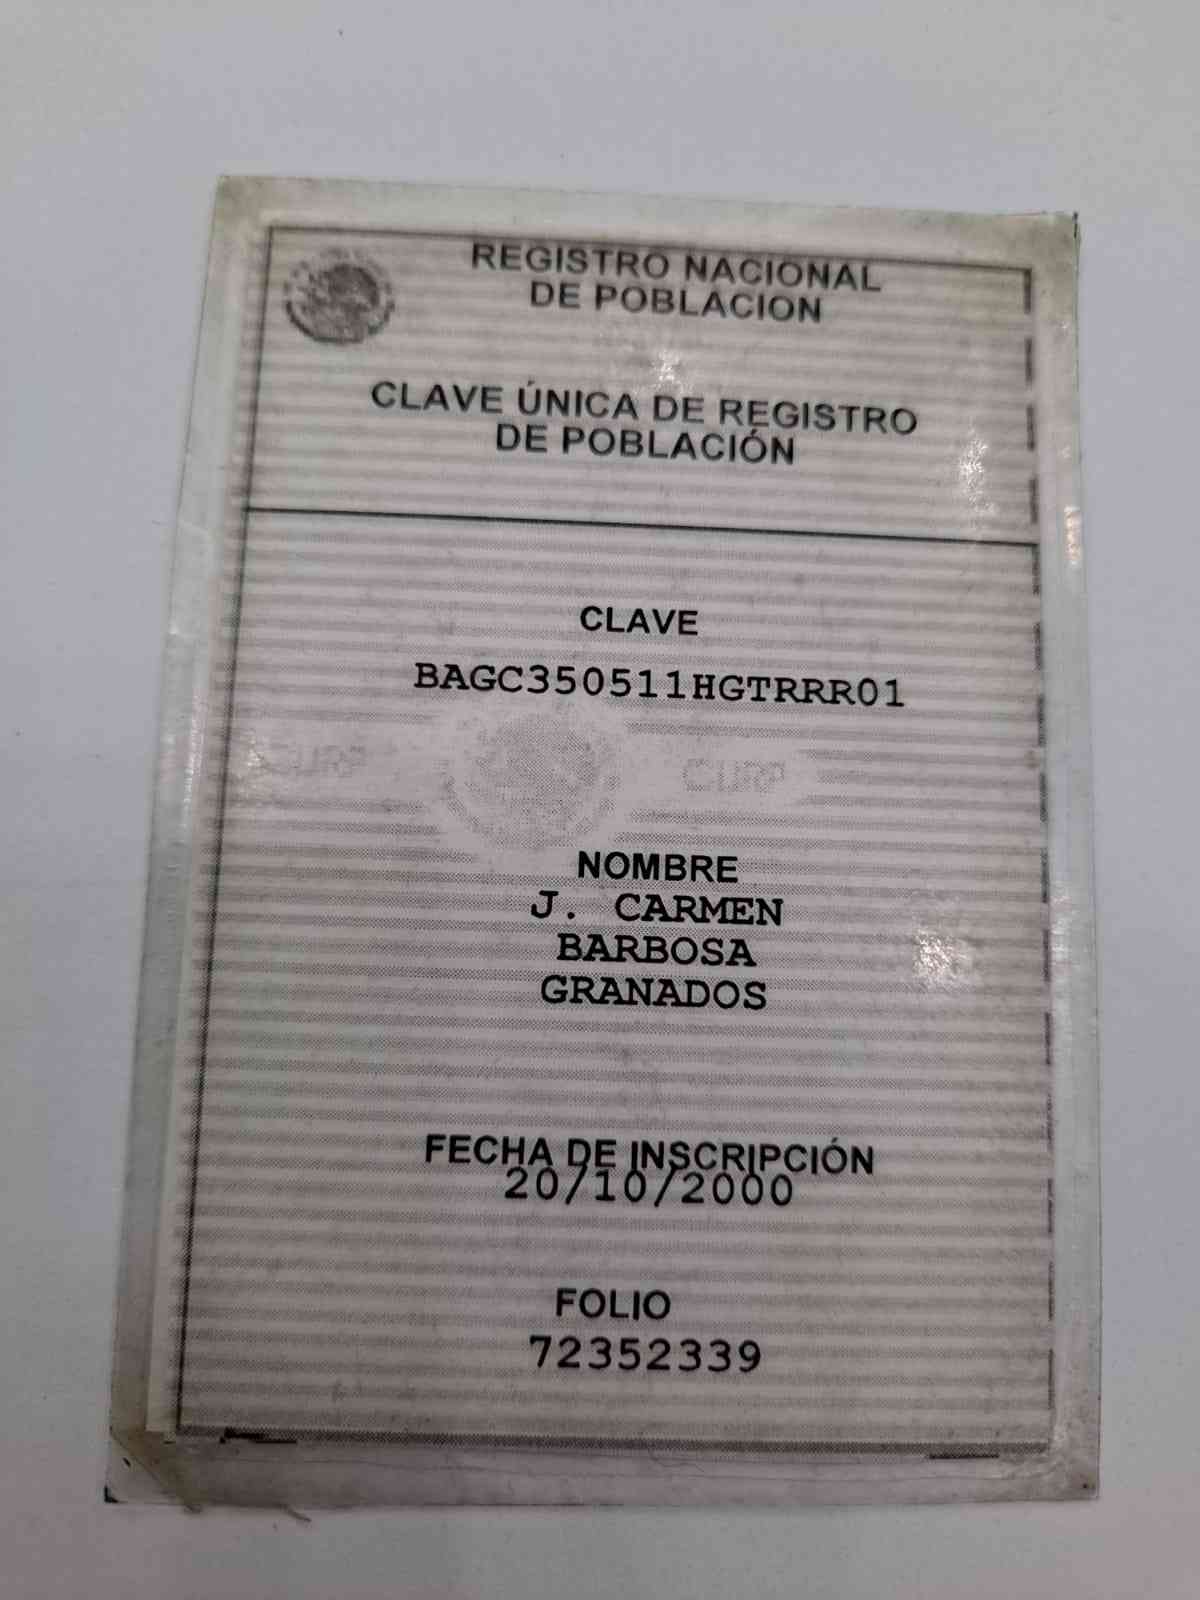 REGISTRO NACIONAL
DE POBLACION
CLAVE ÚNICA DE REGISTRO
DE POBLACIÓN
CLAVE
BAGC350511HGTRRR01
CURP CURP
NOMBRE
J. CARMEN
BARBOSA
GRANADOS
FECHA DE INSCRIPCIÓN
20/10/2000
FOLIO
72352339